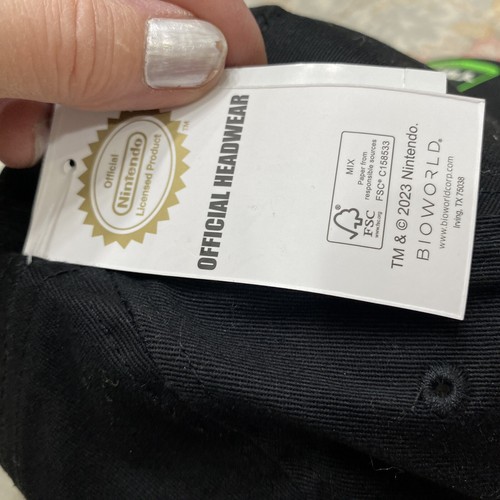 Official
Nintendo
Licensed Product
TM
OFFICIAL HEADWEAR
MIX
Paper from
responsible sources
FSC® C158533
FSC
TM & © 2023 Nintendo.
BIOWORLD®
www.bioworldcorp.com
Irving, TX 75038